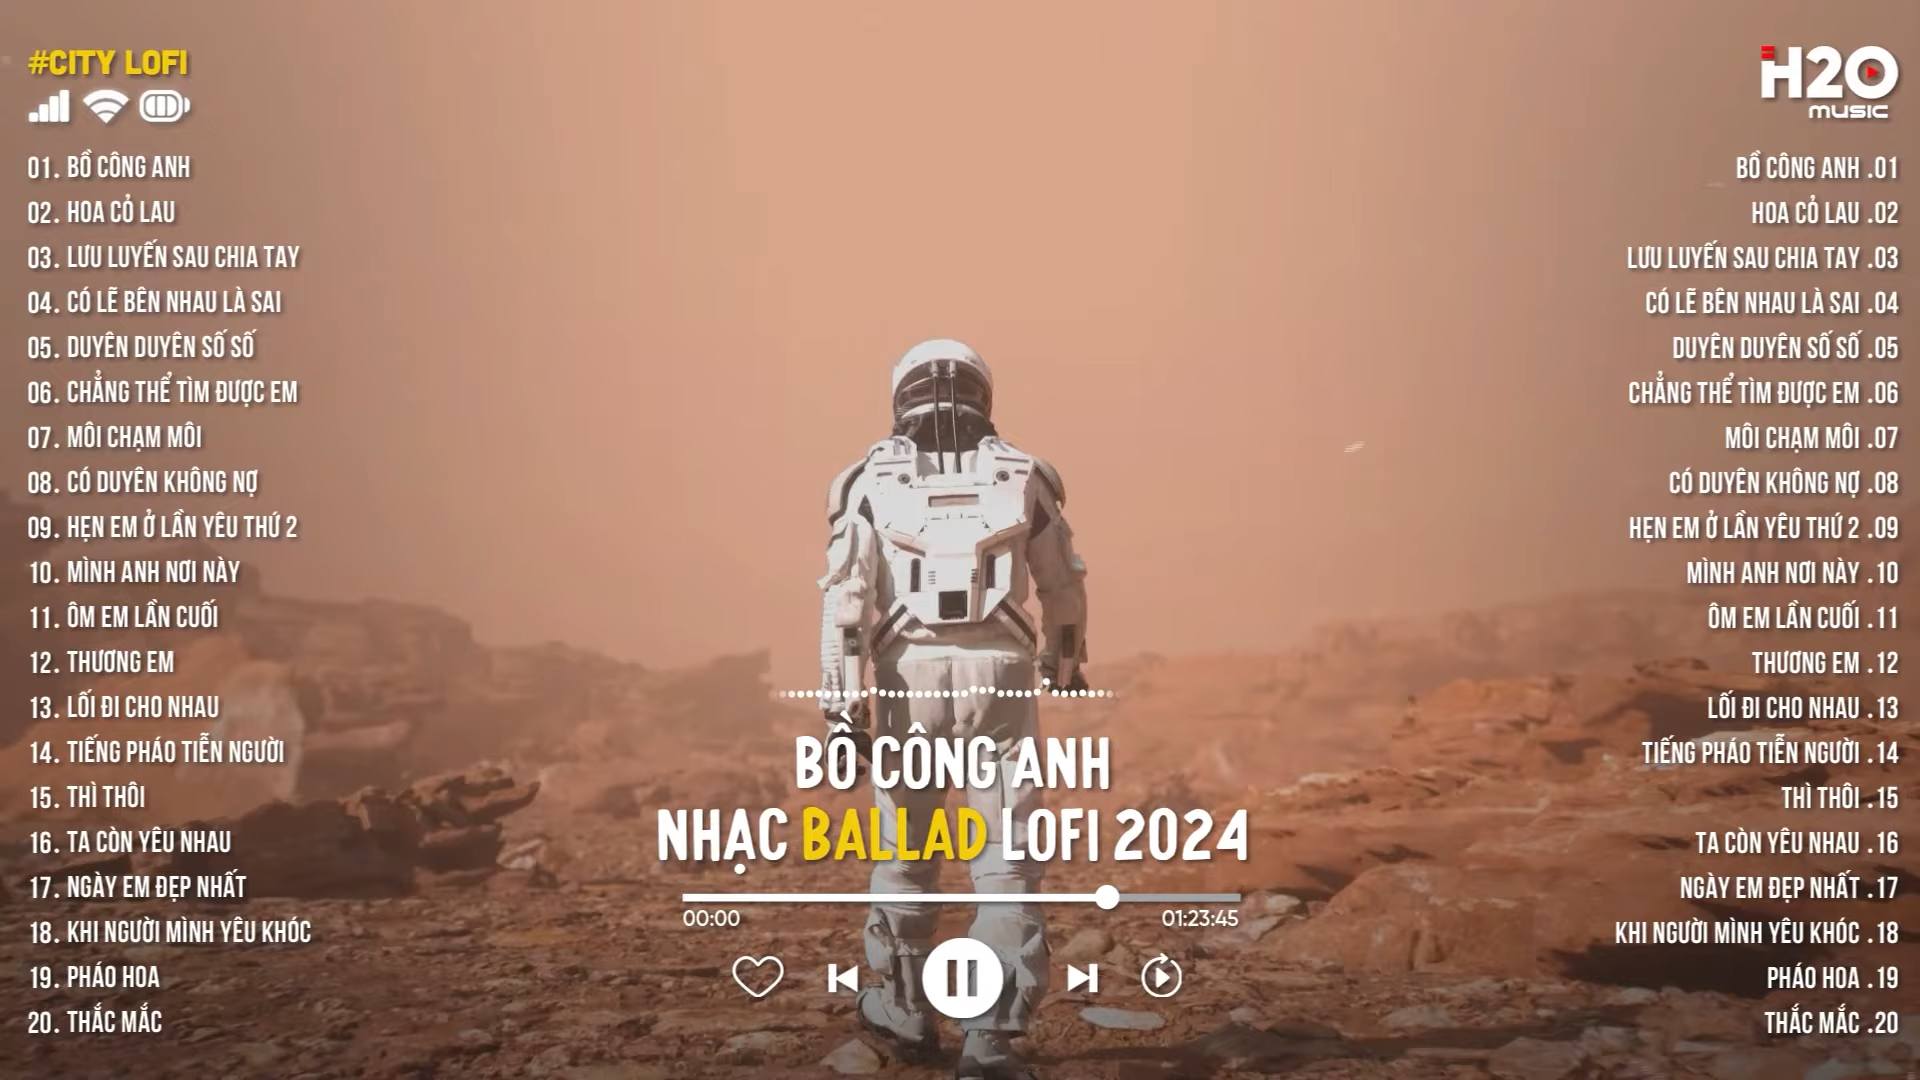 #CITY LOFI
01. BỒ CÔNG ANH
02. HOA CỎ LAU
03. LƯU LUYẾN SAU CHIA TAY
04. CÓ LẼ BÊN NHAU LÀ SAI
05. DUYÊN DUYÊN SỐ SỐ
06. CHẲNG THỂ TÌM ĐƯỢC EM
07. MÔI CHẠM MÔI
08. CÓ DUYÊN KHÔNG NỢ
09. HẸN EM Ở LẦN YÊU THỨ 2
10. MÌNH ANH NƠI NÀY
11. ÔM EM LẦN CUỐI
12. THƯƠNG EM
13. LỐI ĐI CHO NHAU
14. TIẾNG PHÁO TIỄN NGƯỜI
15. THÌ THÔI
16. TA CÒN YÊU NHAU
17. NGÀY EM ĐẸP NHẤT
18. KHI NGƯỜI MÌNH YÊU KHÓC
19. PHÁO HOA
20. THẮC MẮC
BỒ CÔNG ANH
NHẠC BALLAD LOFI 2024
00:00
01:23:45
H2O
MUSIC
BỒ CÔNG ANH .01
HOA CỎ LAU .02
LƯU LUYẾN SAU CHIA TAY .03
CÓ LẼ BÊN NHAU LÀ SAI .04
DUYÊN DUYÊN SỐ SỐ .05
CHẲNG THỂ TÌM ĐƯỢC EM .06
MÔI CHẠM MÔI .07
CÓ DUYÊN KHÔNG NỢ .08
HẸN EM Ở LẦN YÊU THỨ 2 .09
MÌNH ANH NƠI NÀY .10
ÔM EM LẦN CUỐI .11
THƯƠNG EM .12
LỐI ĐI CHO NHAU .13
TIẾNG PHÁO TIỄN NGƯỜI .14
THÌ THÔI .15
TA CÒN YÊU NHAU .16
NGÀY EM ĐẸP NHẤT .17
KHI NGƯỜI MÌNH YÊU KHÓC .18
PHÁO HOA .19
THẮC MẮC .20